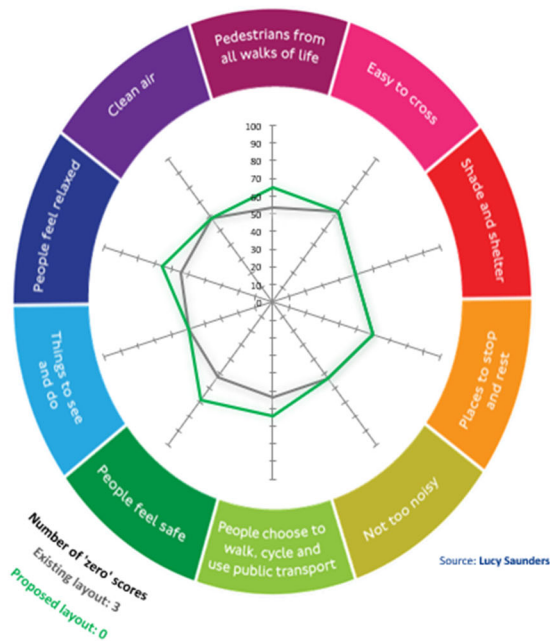 Pedestrians from
all walks of life
Easy to cross
Shade and shelter
Places to stop
and rest
Not too noisy
People choose to
walk, cycle and
use public transport
People feel safe
Things to see
and do
People feel relaxed
Clean air
100
90
80
70
60
50
40
30
20
10
0
Number of 'zero' scores
Existing layout: 3
Proposed layout: 0
Source: Lucy Saunders